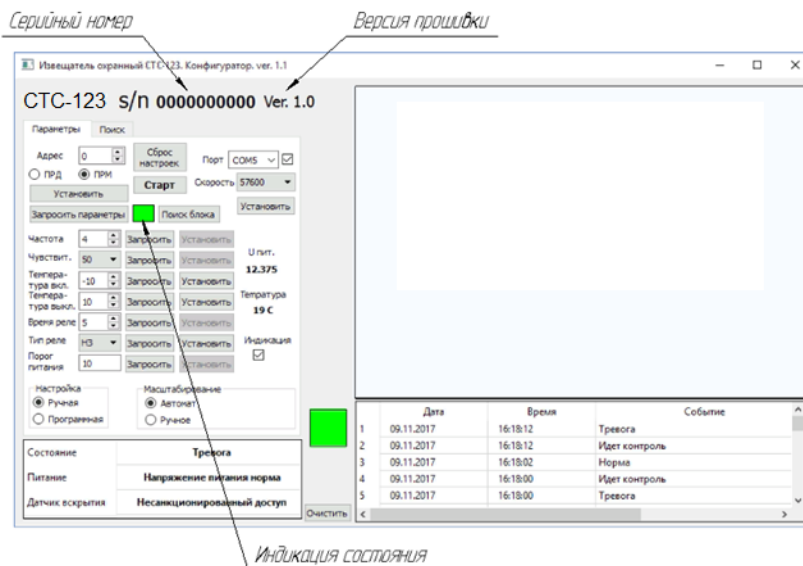 Серийный номер
Версия прошивки
Извещатель охранный СТС-123. Конфигуратор. ver. 1.1
СТС-123 s/n 0000000000 Ver. 1.0
Параметры Поиск
Адрес 0 Сброс настроек Порт COM5
ПРД ПРМ Старт Скорость 57600
Установить Установить
Запросить параметры Поиск блока
Частота 4 Запросить Установить
Чувствит. 50 Запросить Установить U пит.
12.375
Темпера-
тура вкл. -10 Запросить Установить
Темпера-
тура выкл. 10 Запросить Установить Темпратура
19 C
Время реле 5 Запросить Установить
Тип реле НЗ Запросить Установить Индикация
Порог
питания 10 Запросить Установить
Настройка Масштабирование
Ручная Автомат
Программная Ручное
Состояние Тревога
Питание Напряжение питания норма
Датчик вскрытия Несанкционированный доступ
Очистить
Дата Время Событие
1 09.11.2017 16:18:12 Тревога
2 09.11.2017 16:18:12 Идет контроль
3 09.11.2017 16:18:02 Норма
4 09.11.2017 16:18:00 Идет контроль
5 09.11.2017 16:18:00 Тревога
Индикация состояния